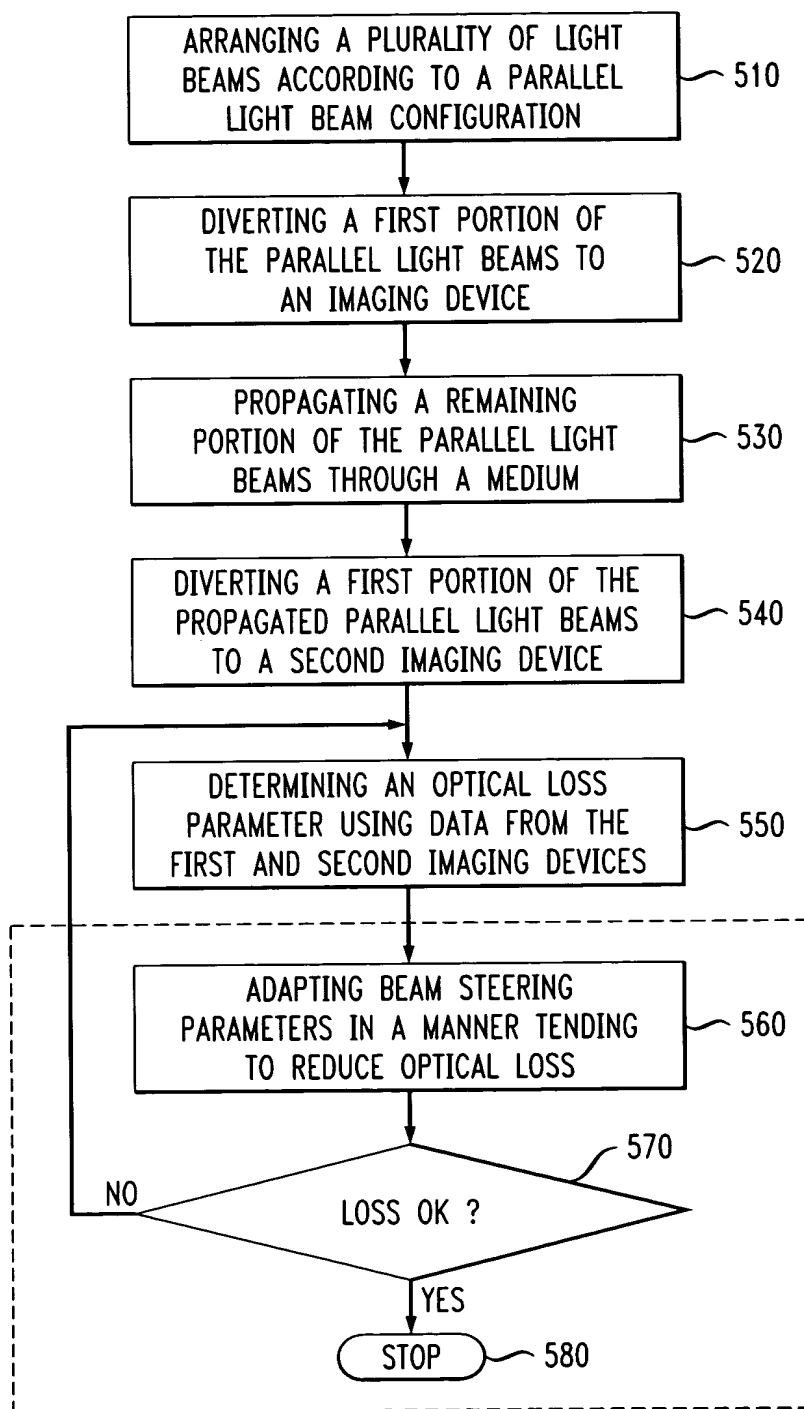 ARRANGING A PLURALITY OF LIGHT
BEAMS ACCORDING TO A PARALLEL
LIGHT BEAM CONFIGURATION
510
DIVERTING A FIRST PORTION OF
THE PARALLEL LIGHT BEAMS TO
AN IMAGING DEVICE
520
PROPAGATING A REMAINING
PORTION OF THE PARALLEL LIGHT
BEAMS THROUGH A MEDIUM
530
DIVERTING A FIRST PORTION OF THE
PROPAGATED PARALLEL LIGHT BEAMS
TO A SECOND IMAGING DEVICE
540
DETERMINING AN OPTICAL LOSS
PARAMETER USING DATA FROM THE
FIRST AND SECOND IMAGING DEVICES
550
ADAPTING BEAM STEERING
PARAMETERS IN A MANNER TENDING
TO REDUCE OPTICAL LOSS
560
570
NO
LOSS OK ?
YES
STOP
580